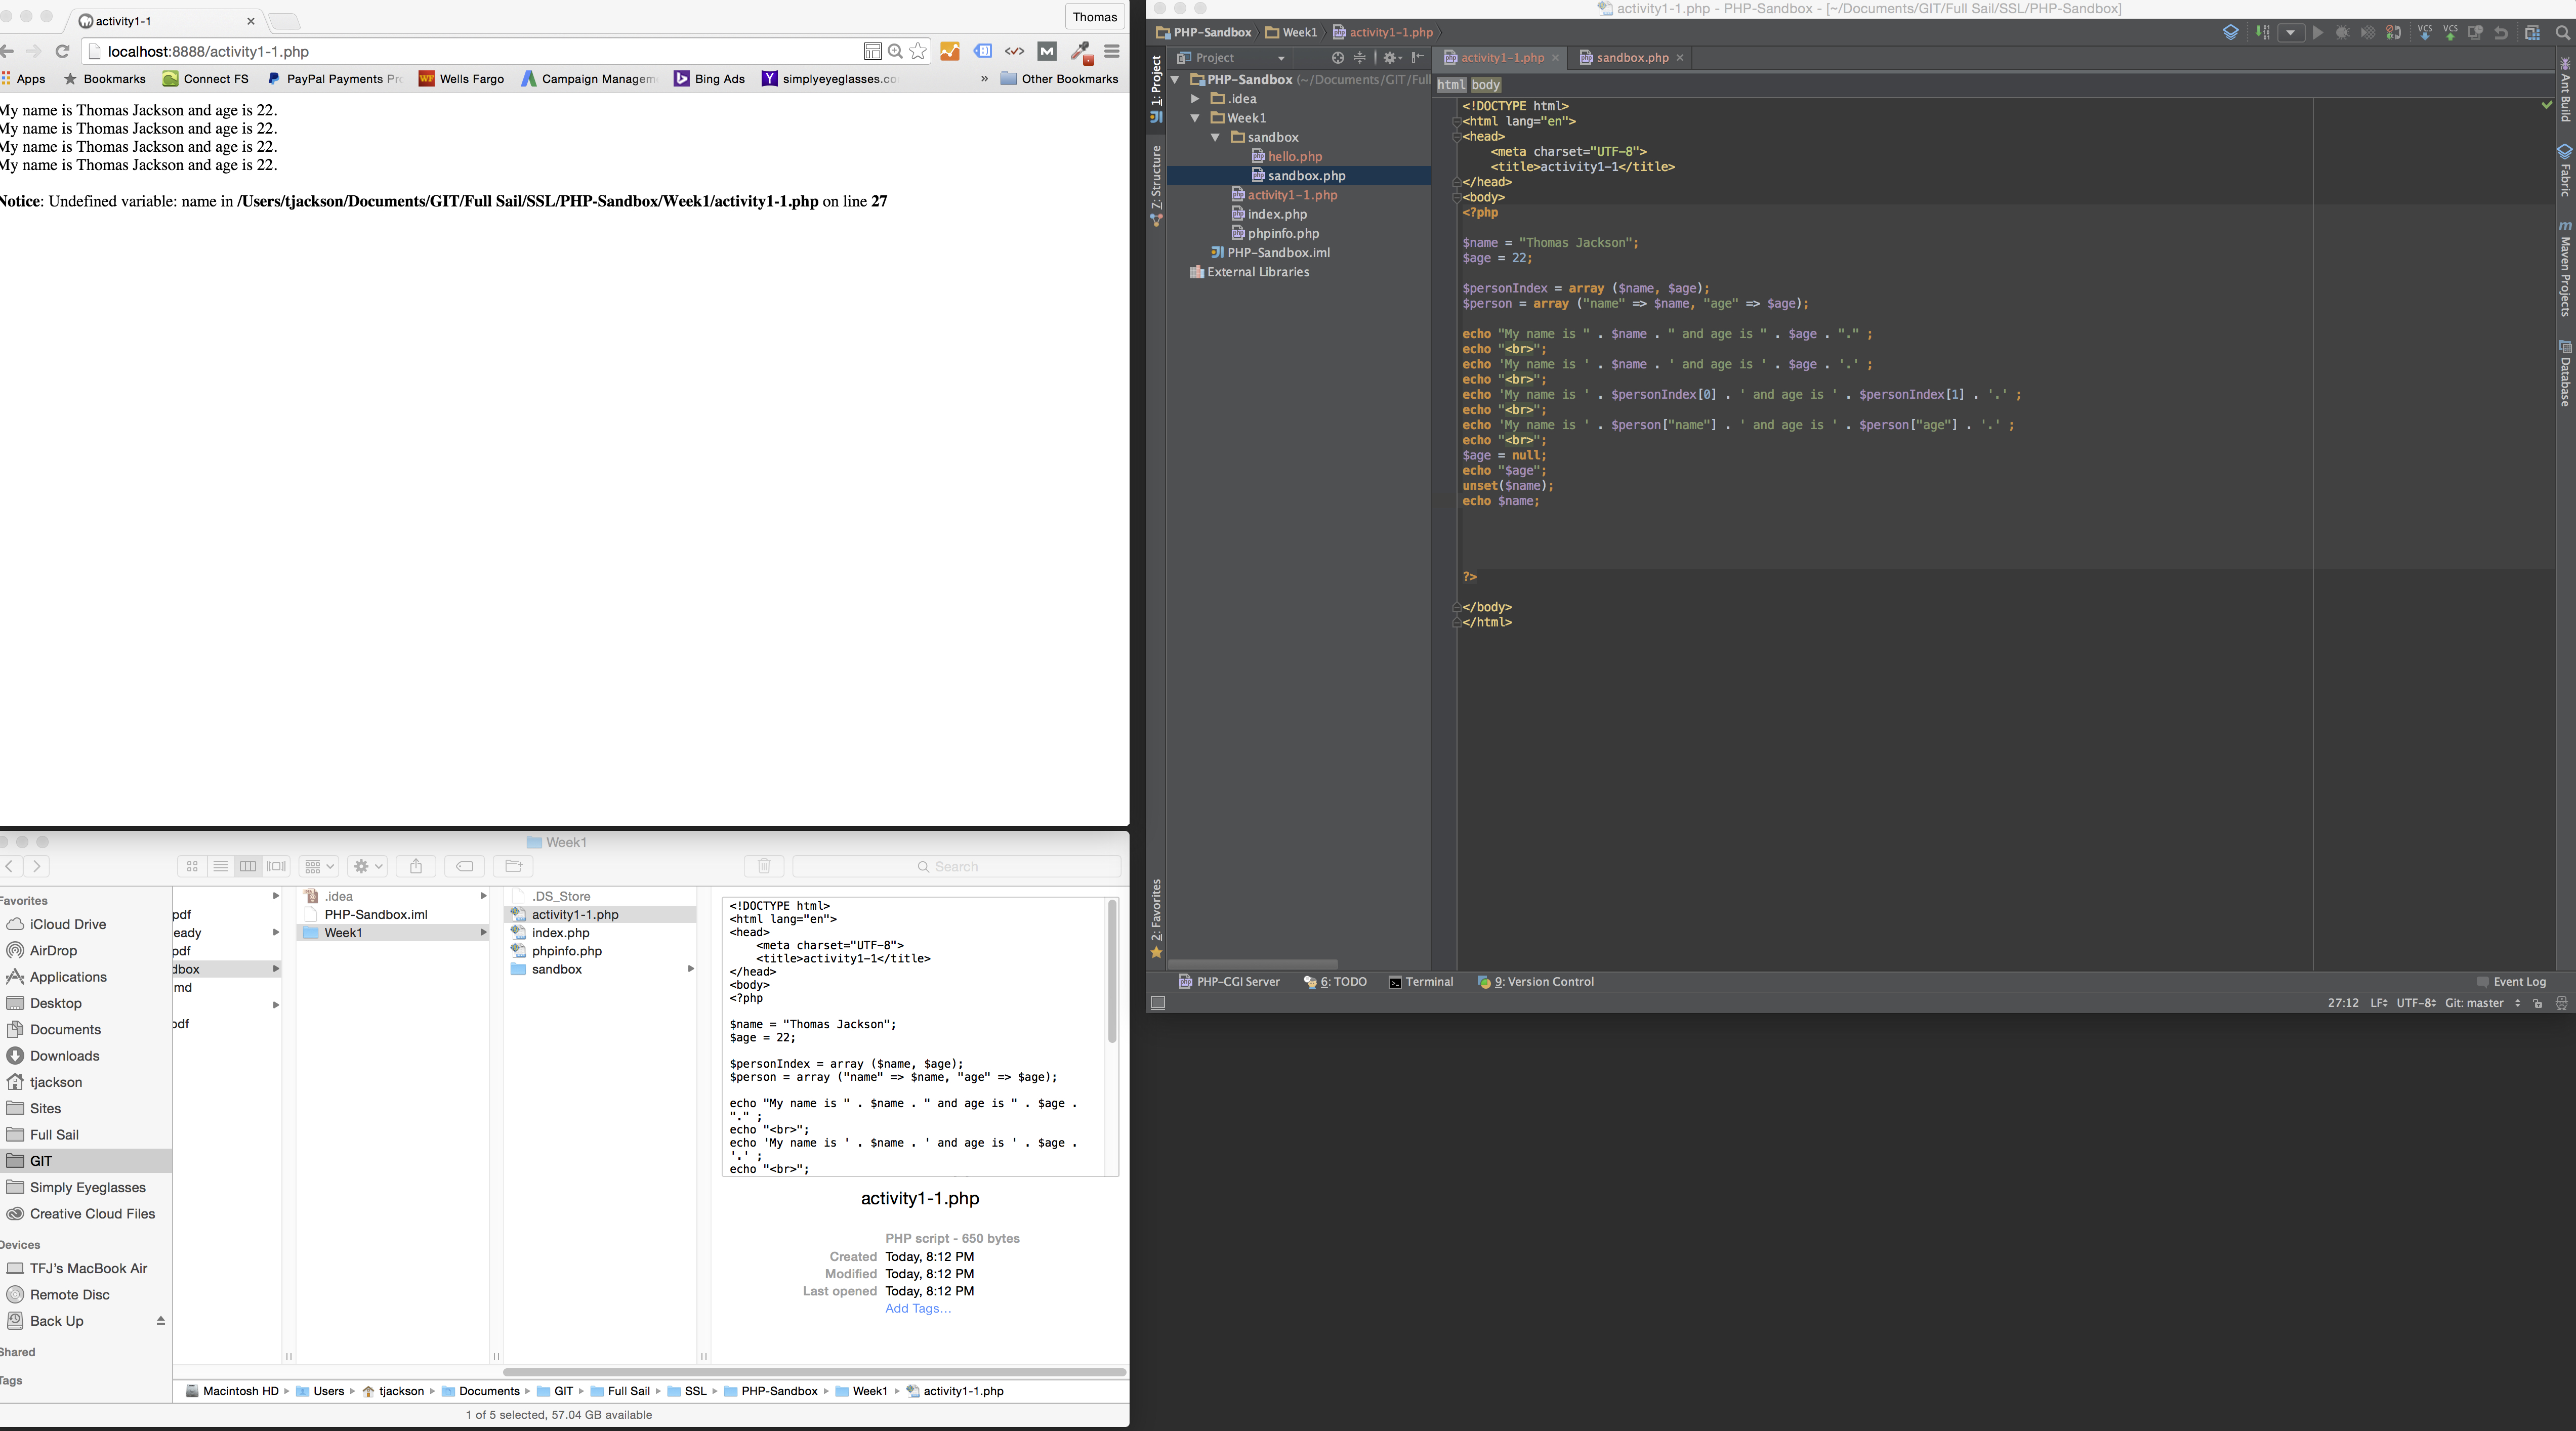 activity1-1
Thomas
localhost:8888/activity1-1.php
Apps Bookmarks Connect FS PayPal Payments Pr Wells Fargo Campaign Managem Bing Ads simplyeyeglasses.co » Other Bookmarks
My name is Thomas Jackson and age is 22.
My name is Thomas Jackson and age is 22.
My name is Thomas Jackson and age is 22.
My name is Thomas Jackson and age is 22.
Notice: Undefined variable: name in /Users/tjackson/Documents/GIT/Full Sail/SSL/PHP-Sandbox/Week1/activity1-1.php on line 27
Week1
Search
Favorites
iCloud Drive
AirDrop
Applications
Desktop
Documents
Downloads
tjackson
Sites
Full Sail
GIT
Simply Eyeglasses
Creative Cloud Files
Devices
TFJ's MacBook Air
Remote Disc
Back Up
Shared
Tags
pdf
eady
pdf
dbox
md
pdf
.idea
PHP-Sandbox.iml
Week1
.DS_Store
activity1-1.php
index.php
phpinfo.php
sandbox
<!DOCTYPE html>
<html lang="en">
<head>
<meta charset="UTF-8">
<title>activity1-1</title>
</head>
<body>
<?php
$name = "Thomas Jackson";
$age = 22;
$personIndex = array ($name, $age);
$person = array ("name" => $name, "age" => $age);
echo "My name is " . $name . " and age is " . $age .
"." ;
echo "<br>";
echo 'My name is ' . $name . ' and age is ' . $age .
'.' ;
echo "<br>";
activity1-1.php
PHP script - 650 bytes
Created Today, 8:12 PM
Modified Today, 8:12 PM
Last opened Today, 8:12 PM
Add Tags…
Macintosh HD Users tjackson Documents GIT Full Sail SSL PHP-Sandbox Week1 activity1-1.php
1 of 5 selected, 57.04 GB available
activity1-1.php - PHP-Sandbox - [~/Documents/GIT/Full Sail/SSL/PHP-Sandbox]
PHP-Sandbox Week1 activity1-1.php
VCS VCS
1: Project
Z: Structure
2: Favorites
Project
PHP-Sandbox (~/Documents/GIT/Full
.idea
Week1
sandbox
hello.php
sandbox.php
activity1-1.php
index.php
phpinfo.php
PHP-Sandbox.iml
External Libraries
activity1-1.php sandbox.php
html body
<!DOCTYPE html>
<html lang="en">
<head>
<meta charset="UTF-8">
<title>activity1-1</title>
</head>
<body>
<?php
$name = "Thomas Jackson";
$age = 22;
$personIndex = array ($name, $age);
$person = array ("name" => $name, "age" => $age);
echo "My name is " . $name . " and age is " . $age . "." ;
echo "<br>";
echo 'My name is ' . $name . ' and age is ' . $age . '.' ;
echo "<br>";
echo 'My name is ' . $personIndex[0] . ' and age is ' . $personIndex[1] . '.' ;
echo "<br>";
echo 'My name is ' . $person["name"] . ' and age is ' . $person["age"] . '.' ;
echo "<br>";
$age = null;
echo "$age";
unset($name);
echo $name;
?>
</body>
</html>
Ant Build
Fabric
Maven Projects
Database
PHP-CGI Server 6: TODO Terminal 9: Version Control Event Log
27:12 LF UTF-8 Git: master